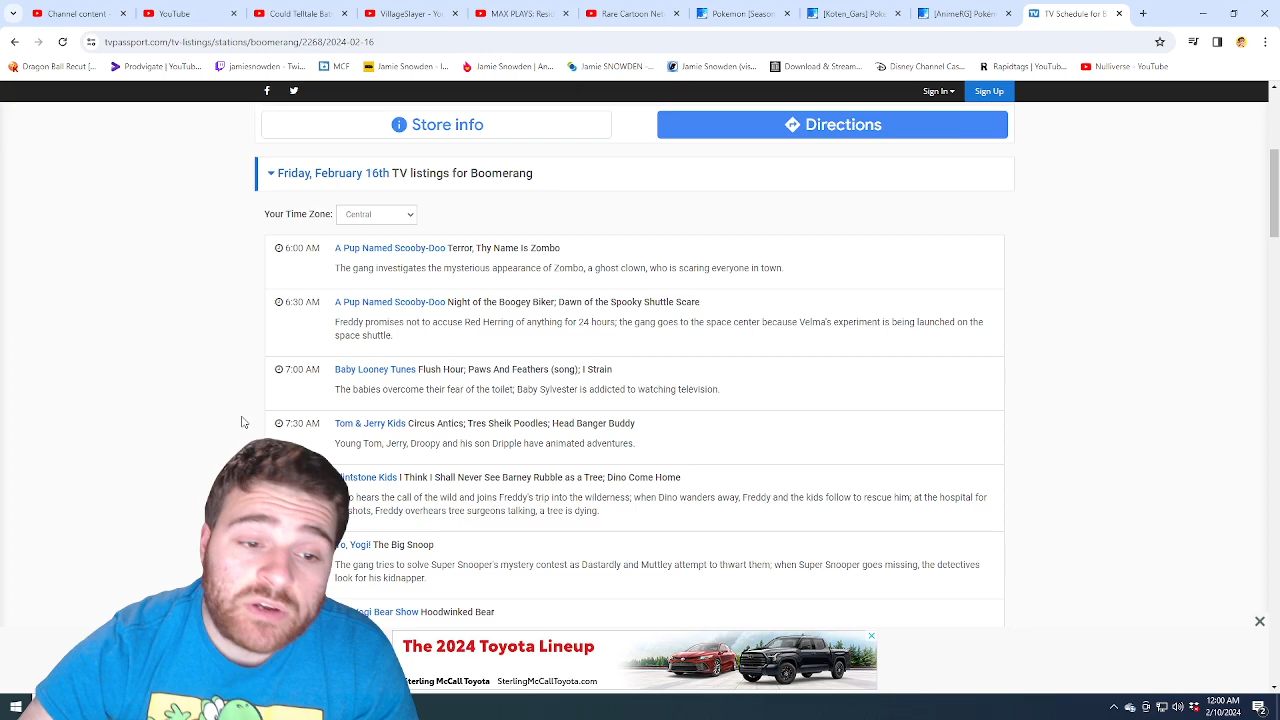 Channel content -
YouTube
Could Telltale Ba
VillageSlayer - Y
MAX PLAYS: Resid
Rare Cartoon Net
Pokemon [Season
[KotenGars] Poke
[AnimersG] Pokén
TV Schedule for B
tvpassport.com/tv-listings/stations/boomerang/2268/2024-02-16
Dragon Ball Recut [...
Prodvigate | YouTub...
jamiesnowden - Twi...
MCP
Jamie Snowden - I...
Jamie Snowden | An...
Jamie SNOWDEN -...
Jamie Snowden (vis...
Download & Stream...
Disney Channel Cas...
Rapidtags | YouTub...
Nulliverse - YouTube
Sign In
Sign Up
Store info
Directions
Friday, February 16th TV listings for Boomerang
Your Time Zone: Central
6:00 AM A Pup Named Scooby-Doo Terror, Thy Name Is Zombo
The gang investigates the mysterious appearance of Zombo, a ghost clown, who is scaring everyone in town.
6:30 AM A Pup Named Scooby-Doo Night of the Boogey Biker; Dawn of the Spooky Shuttle Scare
Freddy promises not to accuse Red Herring of anything for 24 hours; the gang goes to the space center because Velma's experiment is being launched on the
space shuttle.
7:00 AM Baby Looney Tunes Flush Hour; Paws And Feathers (song); I Strain
The babies overcome their fear of the toilet; Baby Sylvester is addicted to watching television.
7:30 AM Tom & Jerry Kids Circus Antics; Tres Sheik Poodles; Head Banger Buddy
Young Tom, Jerry, Droopy and his son Dripple have animated adventures.
lintstone Kids I Think I Shall Never See Barney Rubble as a Tree; Dino Come Home
hears the call of the wild and joins Freddy's trip into the wilderness; when Dino wanders away, Freddy and the kids follow to rescue him; at the hospital for
shots, Freddy overhears tree surgeons talking, a tree is dying.
Yo, Yogi! The Big Snoop
The gang tries to solve Super Snooper's mystery contest as Dastardly and Muttley attempt to thwart them; when Super Snooper goes missing, the detectives
look for his kidnapper.
ogi Bear Show Hoodwinked Bear
The 2024 Toyota Lineup
Sterling McCall Toyota SterlingMcCallToyota.com
12:00 AM
2/10/2024
2